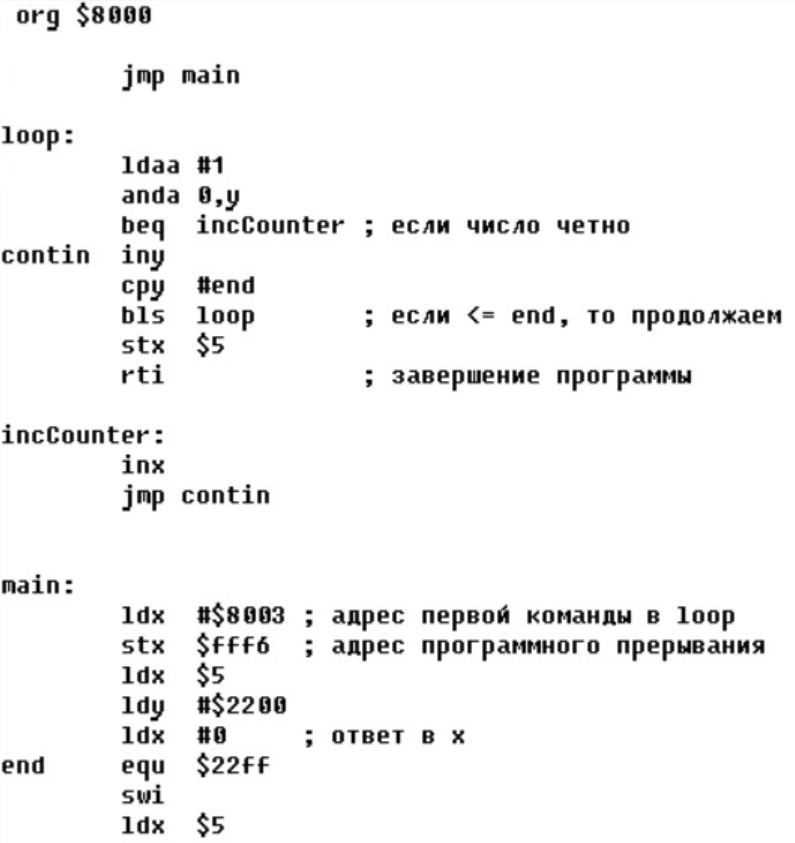 org $8000
jmp main
loop:
ldaa #1
anda 0,y
beq incCounter ; если число четно
contin iny
cpy #end
bls loop ; если <= end, то продолжаем
stx $5
rti ; завершение программы
incCounter:
inx
jmp contin
main:
ldx #$8003 ; адрес первой команды в loop
stx $fff6 ; адрес программного прерывания
ldx $5
ldy #$2200
ldx #0 ; ответ в x
end equ $22ff
swi
ldx $5